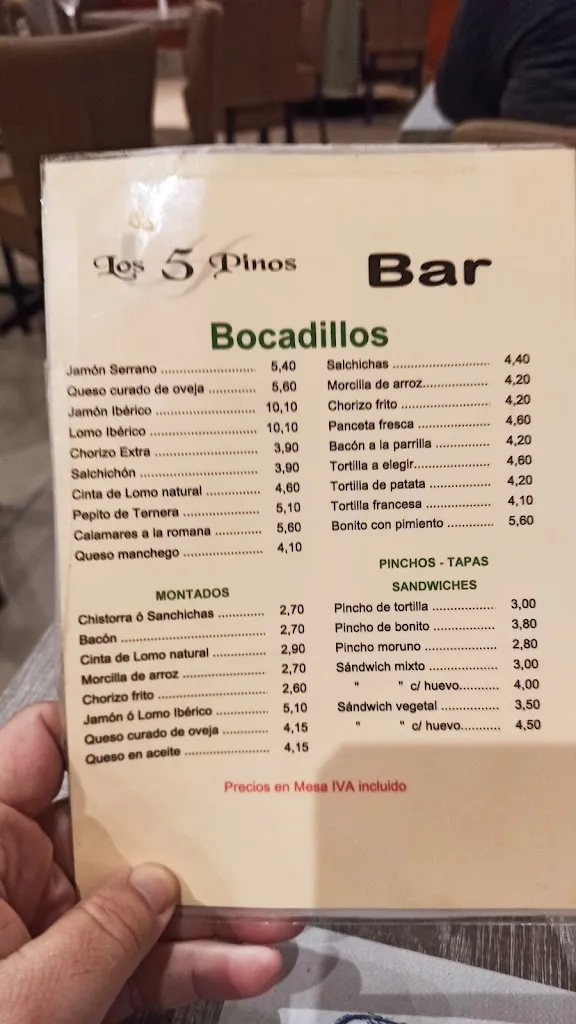 Los 5 Pinos
Bar
Bocadillos
Jamón Serrano ............................ 5,40
Queso curado de oveja .............. 5,60
Jamón Ibérico ............................. 10,10
Lomo Ibérico ............................... 10,10
Chorizo Extra .............................. 3,90
Salchichón .................................. 3,90
Cinta de Lomo natural ................ 4,60
Pepito de Ternera ....................... 5,10
Calamares a la romana .............. 5,60
Queso manchego ....................... 4,10
Salchichas ............................. 4,40
Morcilla de arroz.................... 4,20
Chorizo frito ........................... 4,20
Panceta fresca ...................... 4,60
Bacón a la parrilla ................. 4,20
Tortilla a elegir....................... 4,60
Tortilla de patata ................... 4,20
Tortilla francesa .................... 4,10
Bonito con pimiento .............. 5,60
MONTADOS
Chistorra ó Sanchichas .............. 2,70
Bacón .......................................... 2,70
Cinta de Lomo natural ................ 2,90
Morcilla de arroz ......................... 2,70
Chorizo frito ................................ 2,60
Jamón ó Lomo Ibérico ................ 5,10
Queso curado de oveja .............. 4,15
Queso en aceite ......................... 4,15
PINCHOS - TAPAS
SANDWICHES
Pincho de tortilla ................... 3,00
Pincho de bonito ................... 3,80
Pincho moruno ...................... 2,80
Sándwich mixto .................... 3,00
" " c/ huevo............ 4,00
Sándwich vegetal ................. 3,50
" " c/ huevo............ 4,50
Precios en Mesa IVA incluido